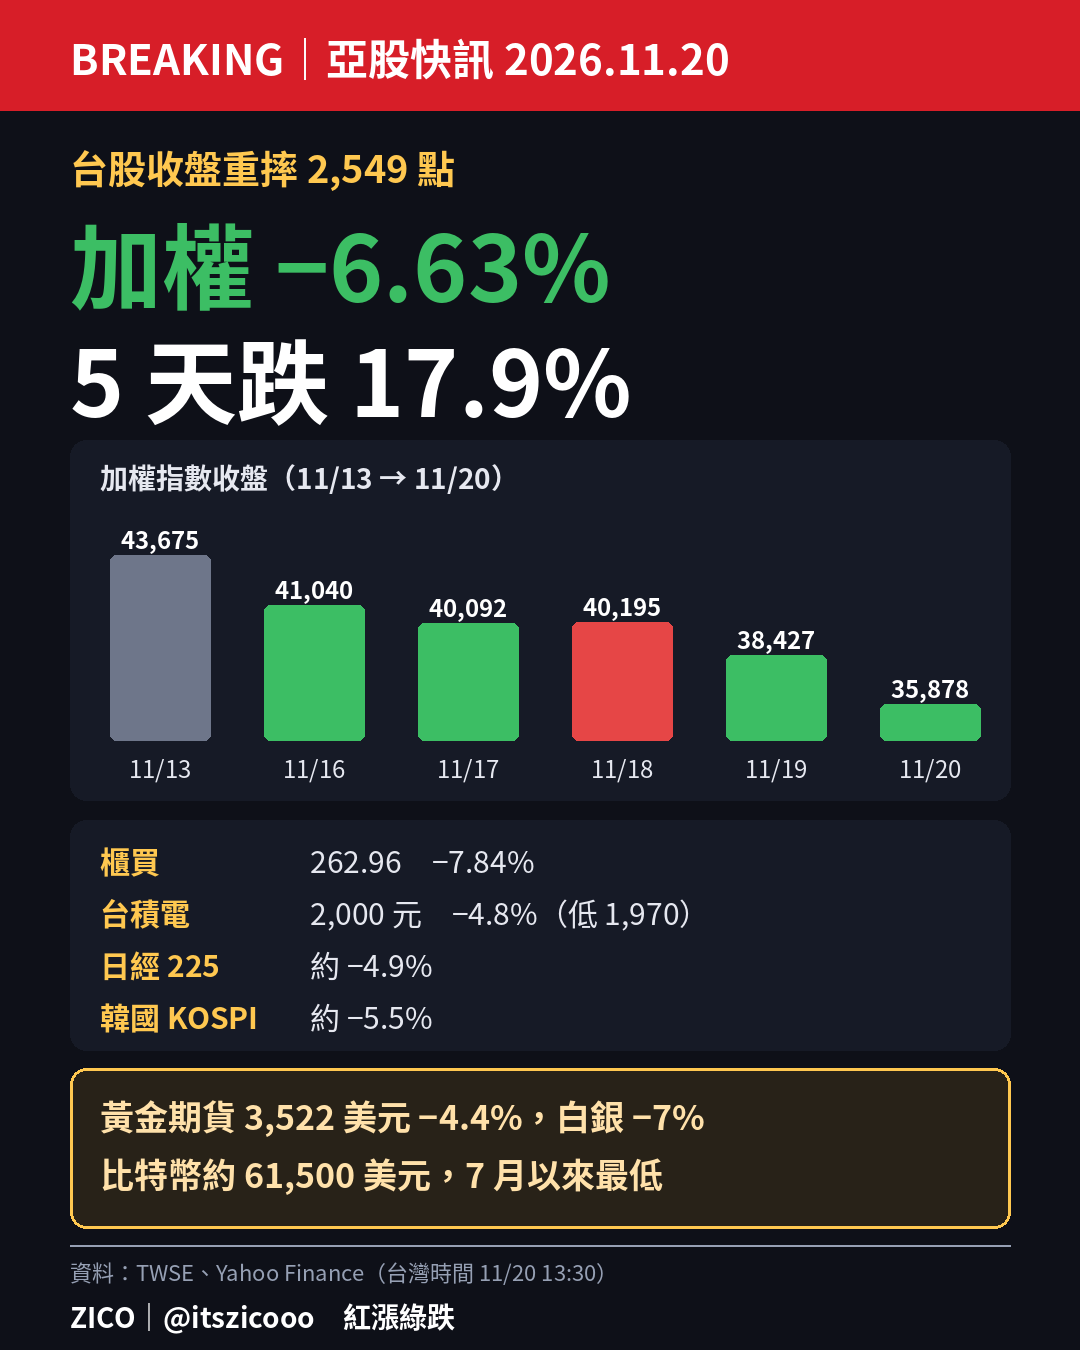 BREAKING｜亞股快訊 2026.11.20
台股收盤重摔 2,549 點
加權 −6.63%
5 天跌 17.9%
加權指數收盤（11/13 → 11/20）
43,675
41,040
40,092
40,195
38,427
35,878
11/13
11/16
11/17
11/18
11/19
11/20
櫃買 262.96 −7.84%
台積電 2,000 元 −4.8%（低 1,970）
日經 225 約 −4.9%
韓國 KOSPI 約 −5.5%
黃金期貨 3,522 美元 −4.4%，白銀 −7%
比特幣約 61,500 美元，7 月以來最低
資料：TWSE、Yahoo Finance（台灣時間 11/20 13:30）
ZICO｜@itszicooo 紅漲綠跌